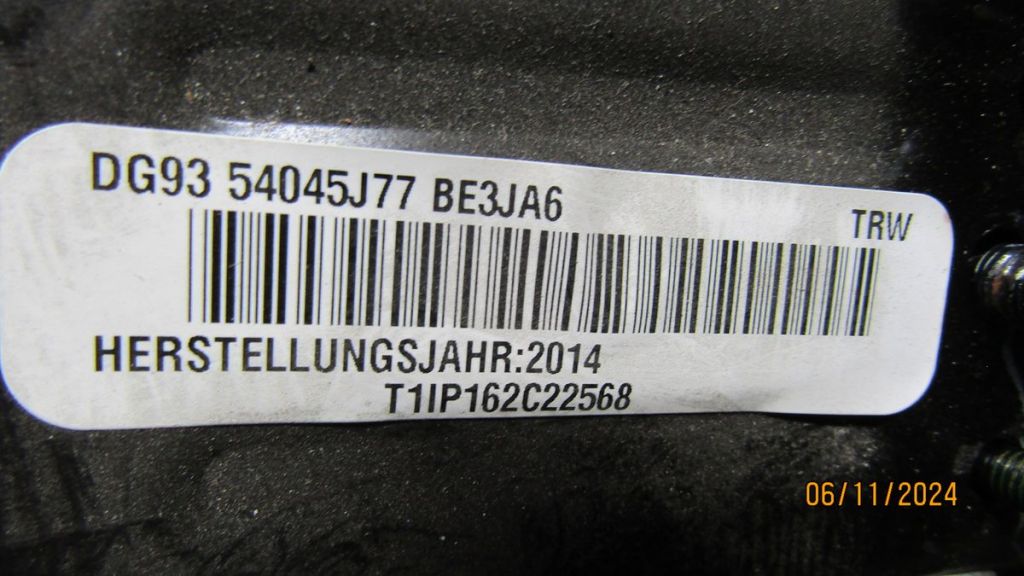 DG93 54045J77 BE3JA6
TRW
HERSTELLUNGSJAHR:2014
T1IP162C22568
06/11/2024